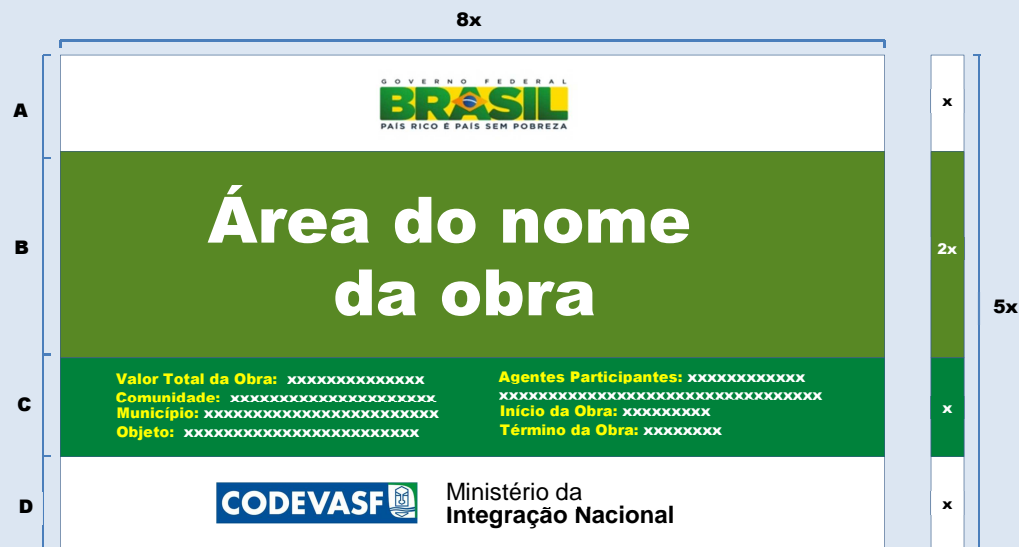 8x
A
GOVERNO FEDERAL
BRASIL
PAÍS RICO É PAÍS SEM POBREZA
x
B
Área do nome
da obra
2x
5x
C
Valor Total da Obra: xxxxxxxxxxxxxx
Comunidade: xxxxxxxxxxxxxxxxxxxxx
Município: xxxxxxxxxxxxxxxxxxxxxxxx
Objeto: xxxxxxxxxxxxxxxxxxxxxxxx
Agentes Participantes: xxxxxxxxxxxx
xxxxxxxxxxxxxxxxxxxxxxxxxxxxxxxxx
Início da Obra: xxxxxxxxx
Término da Obra: xxxxxxxx
x
D
CODEVASF
Ministério da
Integração Nacional
x